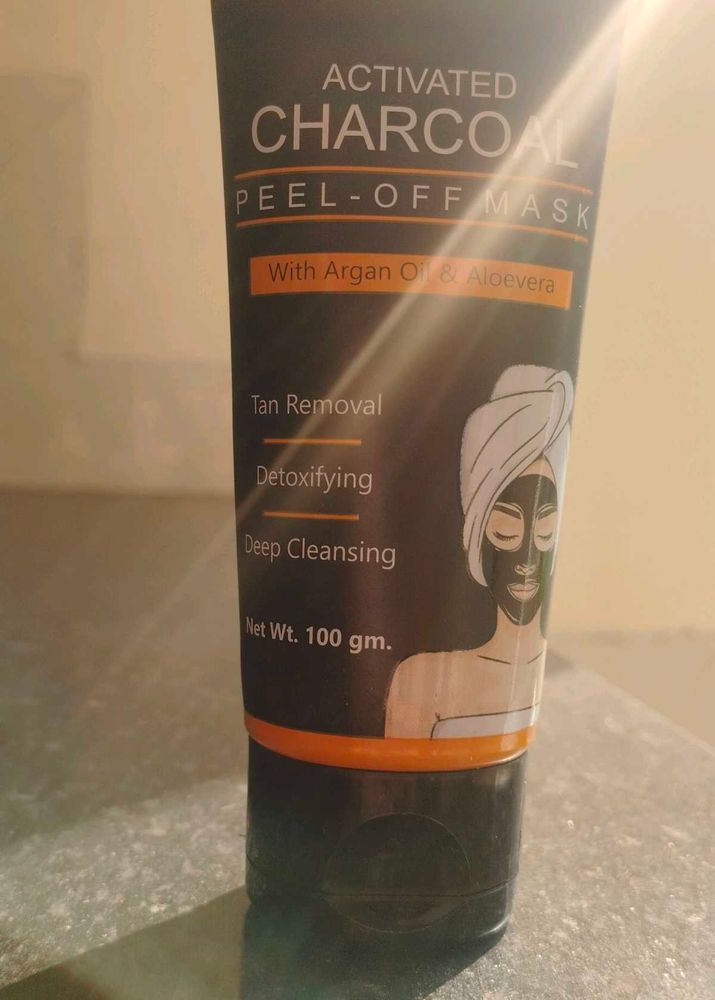 ACTIVATED
CHARCOAL
PEEL-OFF MASK
With Argan Oil & Aloevera
Tan Removal
Detoxifying
Deep Cleansing
Net Wt. 100 gm.